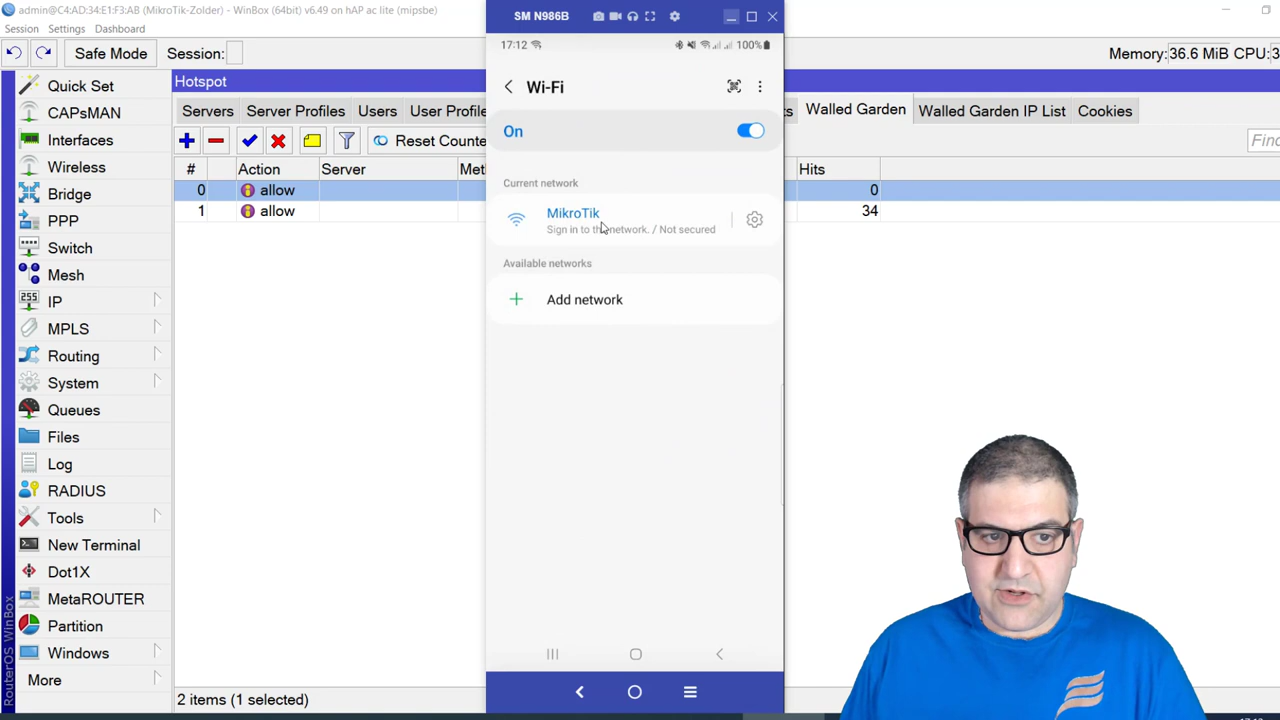 admin@C4:AD:34:E1:F3:AB (MikroTik-Zolder) - WinBox (64bit) v6.49 on hAP ac lite (mipsbe)
Session Settings Dashboard
Safe Mode Session: Memory: 36.6 MiB CPU: 3
Hotspot
Servers Server Profiles Users User Profile
Walled Garden Walled Garden IP List Cookies
Reset Counte
Find
# Action Server Met Hits
0 allow 0
1 allow 34
2 items (1 selected)
Quick Set
CAPsMAN
Interfaces
Wireless
Bridge
PPP
Switch
Mesh
255
IP
MPLS
Routing
System
Queues
Files
Log
RADIUS
Tools
New Terminal
Dot1X
MetaROUTER
Partition
Windows
More
RouterOS WinBox
SM N986B
17:12 100%
Wi-Fi
On
Current network
MikroTik
Sign in to the network. / Not secured
Available networks
Add network